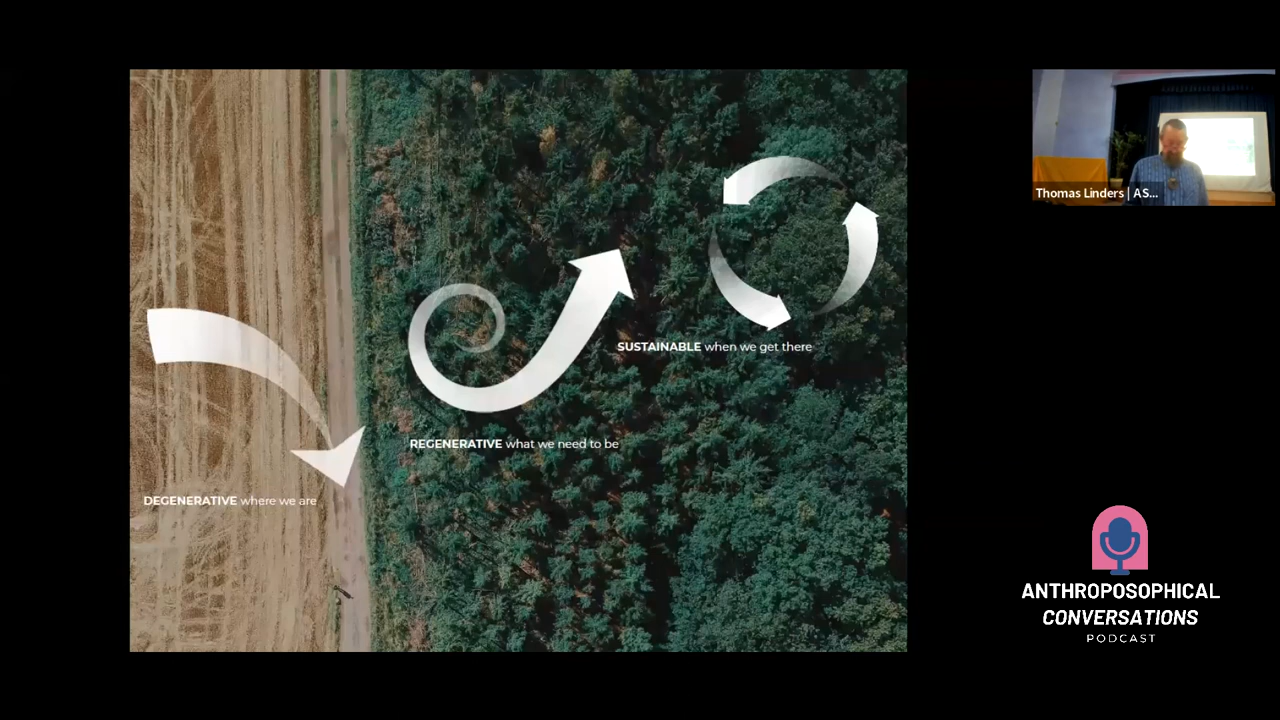 Thomas Linders | AS...
SUSTAINABLE when we get there
REGENERATIVE what we need to be
DEGENERATIVE where we are
ANTHROPOSOPHICAL
CONVERSATIONS
PODCAST